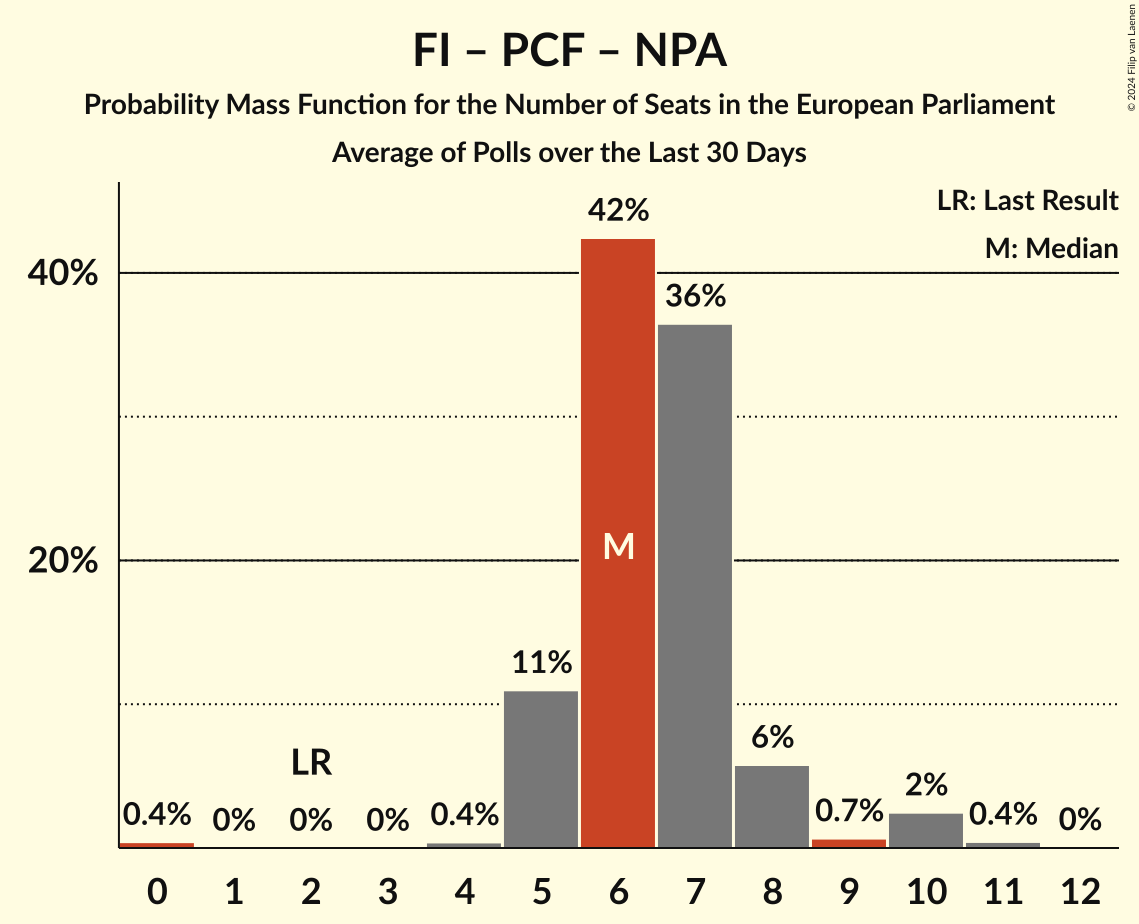 FI – PCF – NPA
Probability Mass Function for the Number of Seats in the European Parliament
Average of Polls over the Last 30 Days
© 2024 Filip van Laenen
LR: Last Result
M: Median
42%
40%
36%
M
20%
11%
6%
LR
2%
0.4% 0% 0% 0% 0.4% 0.7% 0.4% 0%
0 1 2 3 4 5 6 7 8 9 10 11 12